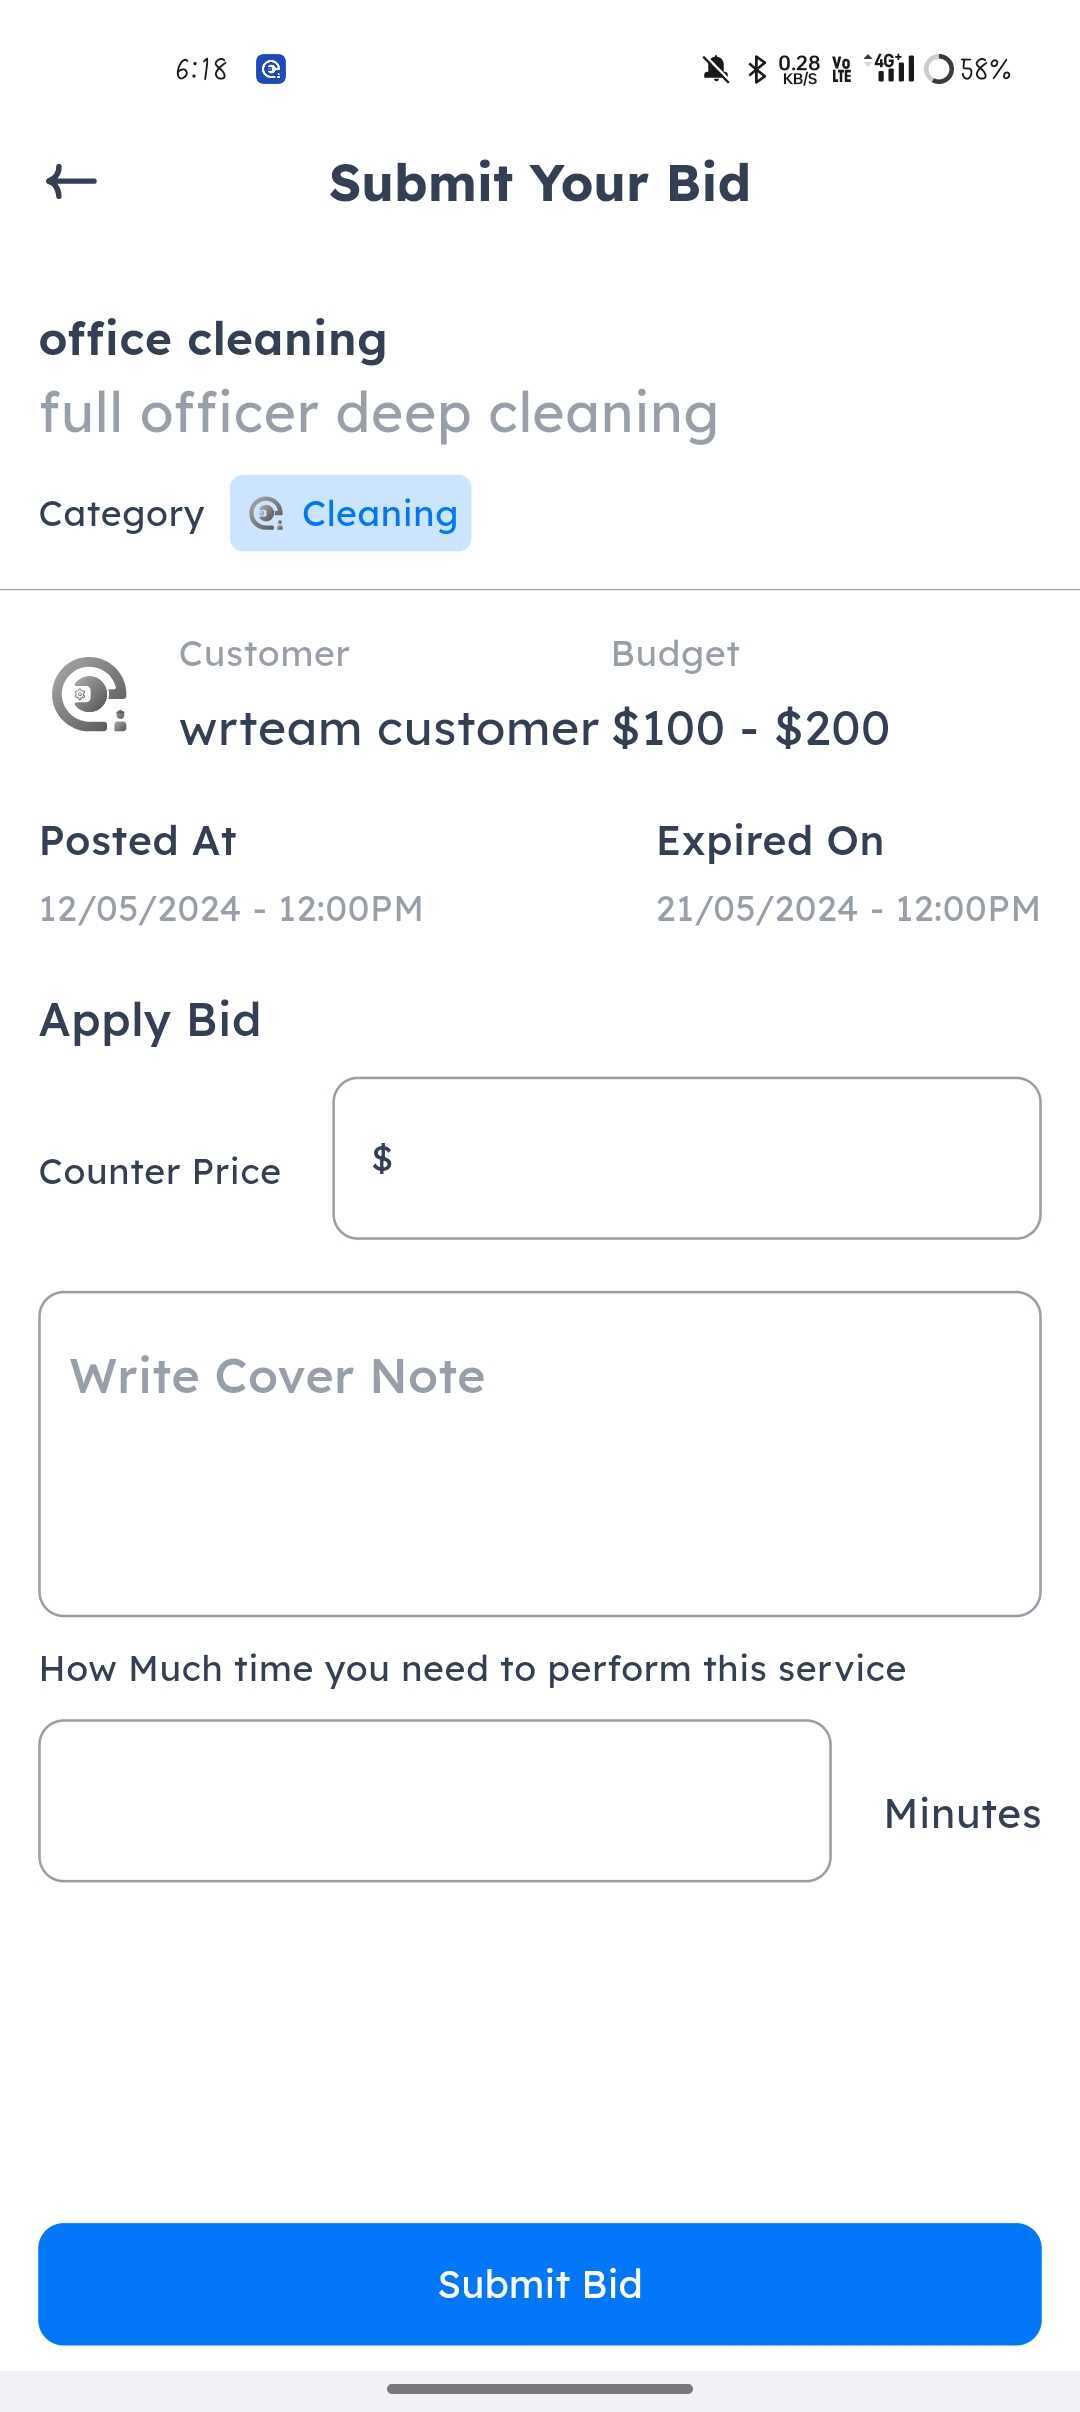 6:18 0.28 KB/S Vo LTE 4G+ 58%
Submit Your Bid
office cleaning
full officer deep cleaning
Category Cleaning
Customer Budget
wrteam customer $100 - $200
Posted At Expired On
12/05/2024 - 12:00PM 21/05/2024 - 12:00PM
Apply Bid
Counter Price $
Write Cover Note
How Much time you need to perform this service
Minutes
Submit Bid